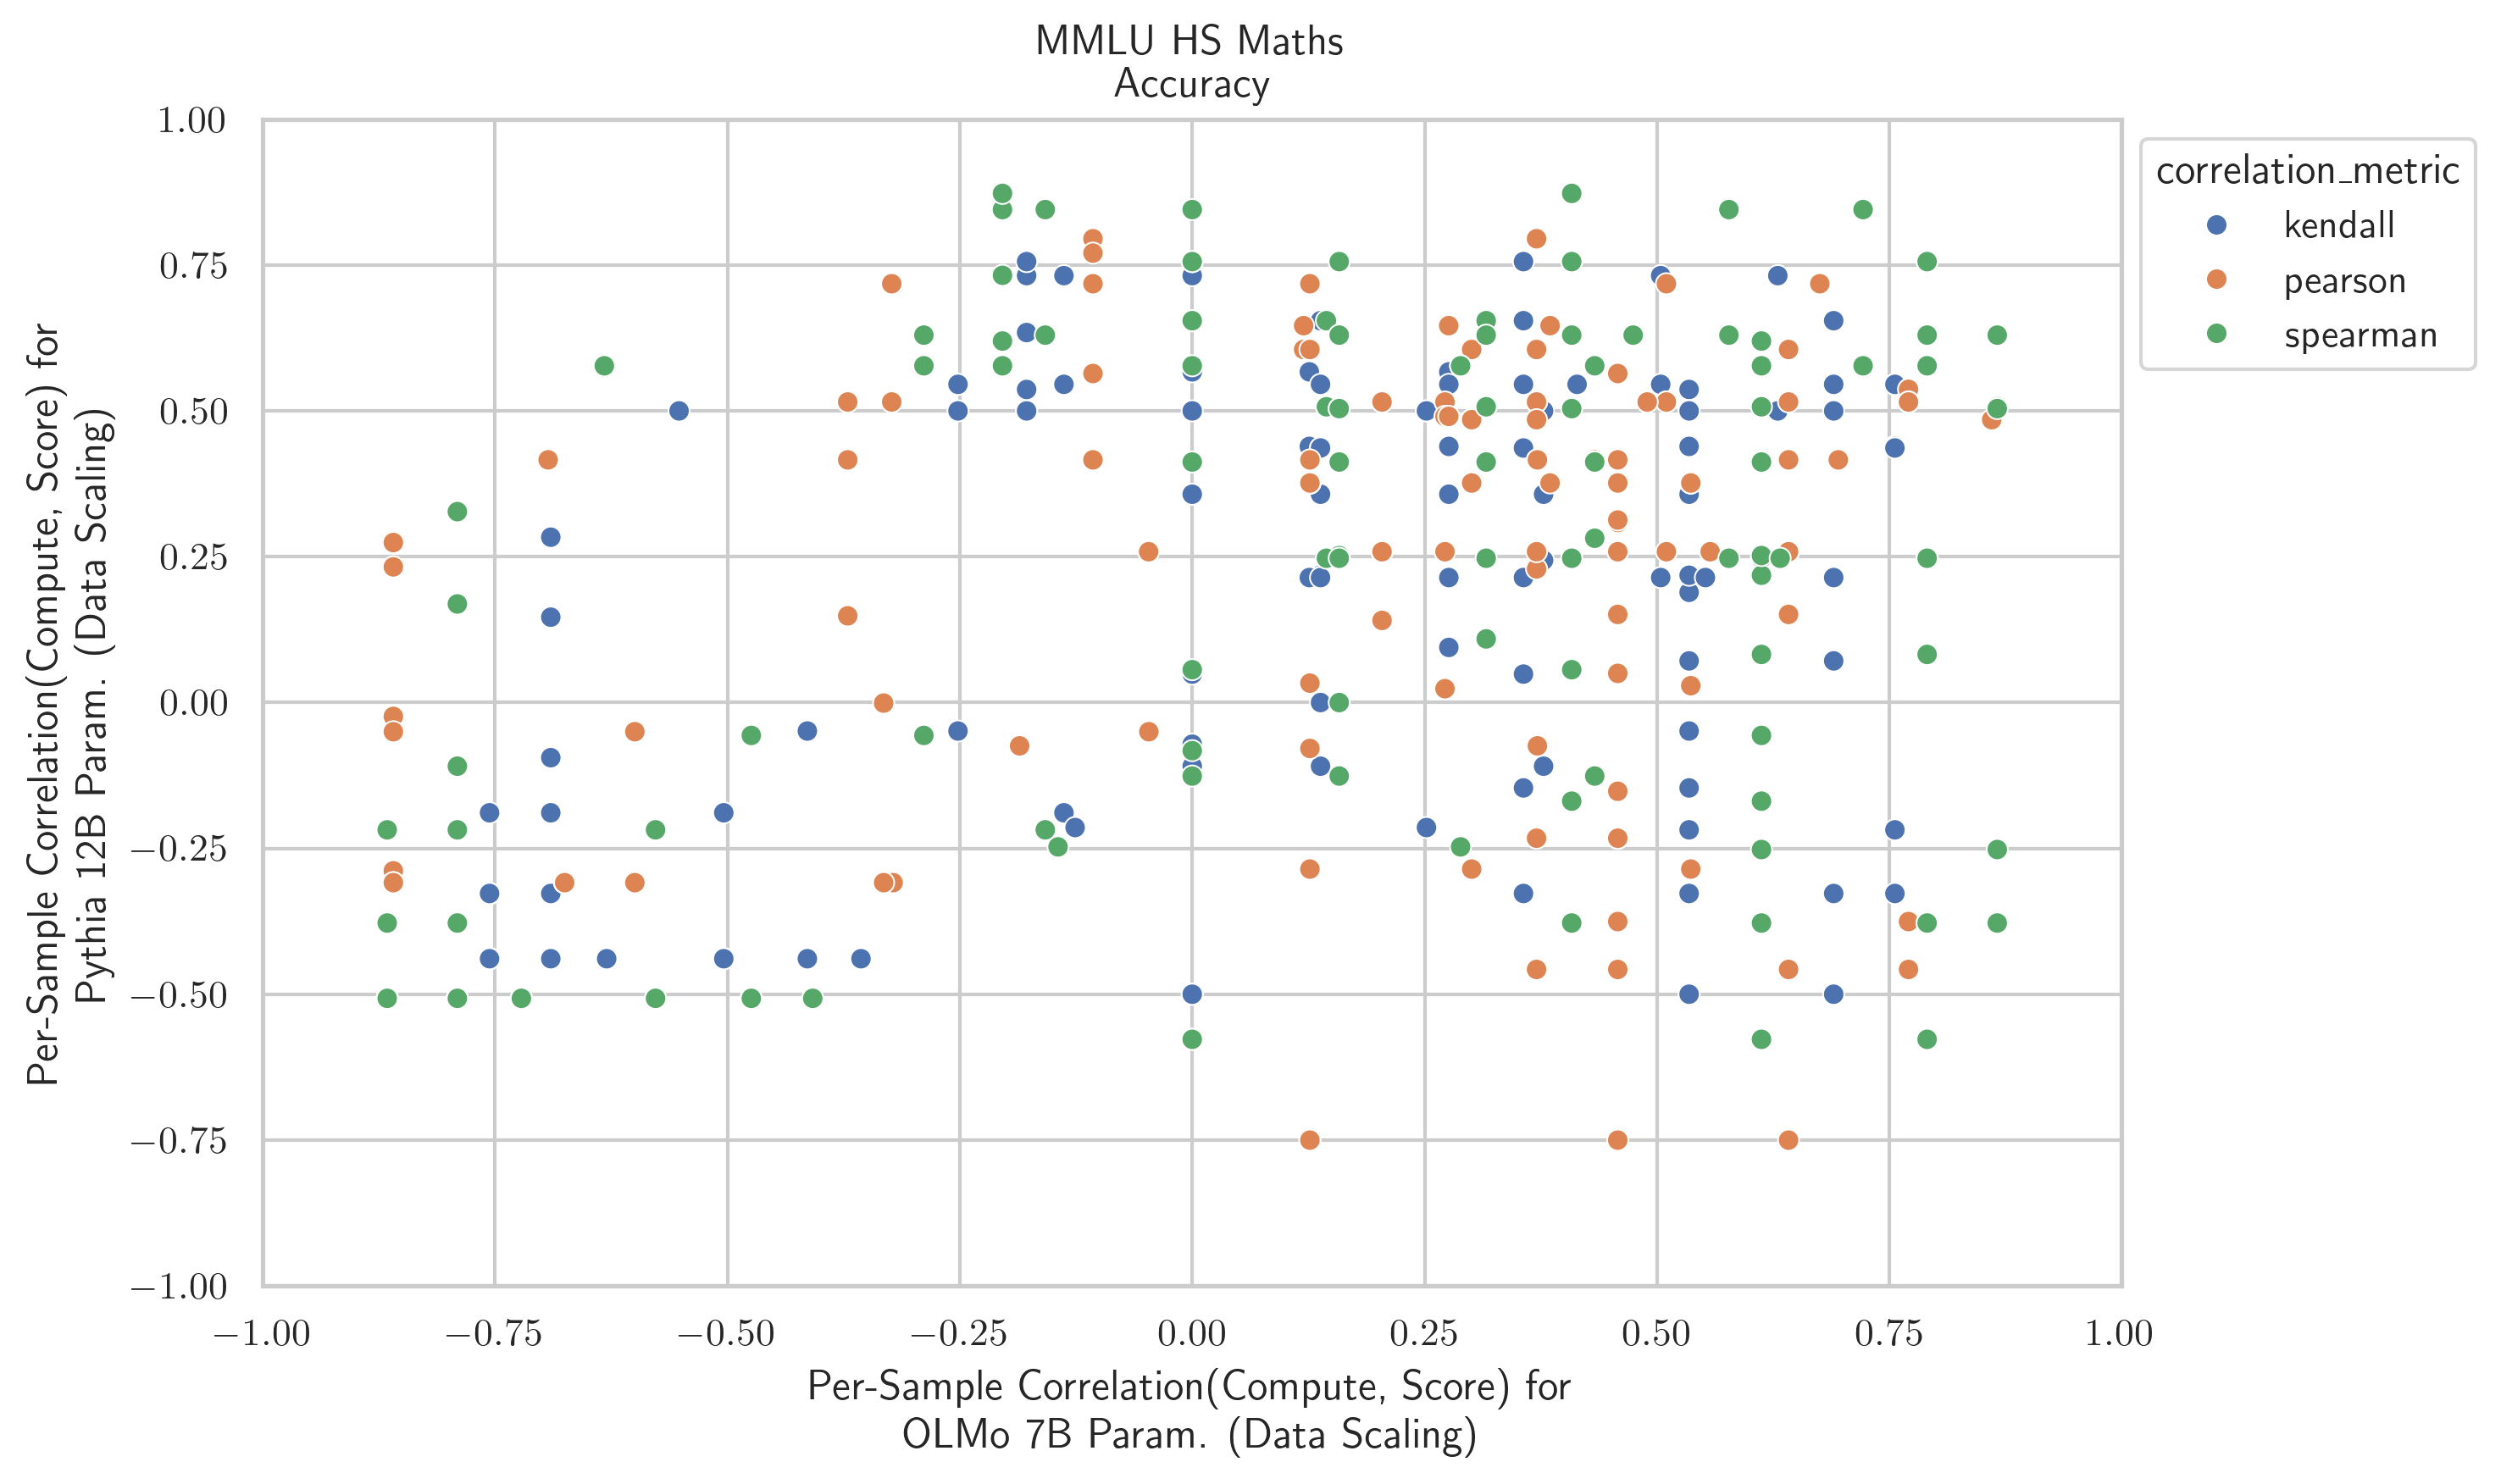 MMLU HS Maths
Accuracy
Per-Sample Correlation(Compute, Score) for
Pythia 12B Param. (Data Scaling)
1.00
0.75
0.50
0.25
0.00
−0.25
−0.50
−0.75
−1.00
−1.00
−0.75
−0.50
−0.25
0.00
0.25
0.50
0.75
1.00
Per-Sample Correlation(Compute, Score) for
OLMo 7B Param. (Data Scaling)
correlation_metric
kendall
pearson
spearman